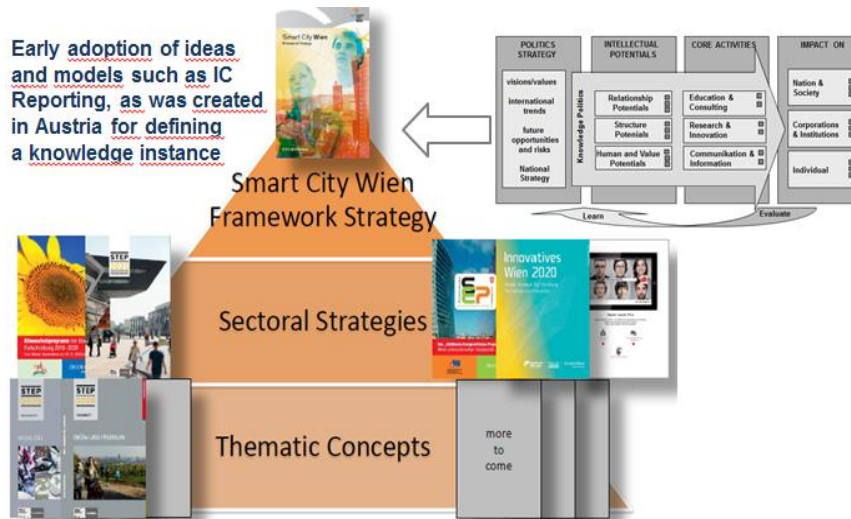 Early adoption of ideas
and models such as IC
Reporting, as was created
in Austria for defining
a knowledge instance
Smart City Wien
POLITICS
STRATEGY
INTELLECTUAL
POTENTIALS
CORE ACTIVITIES
IMPACT ON
visions/values
international
trends
future
opportunities
and risks
National
Strategy
Knowledge Politics
Relationship
Potentials
Structure
Potenials
Human and Value
Potentials
Education &
Consulting
Research &
Innovation
Communikation &
Information
Nation &
Society
Corporations
& Institutions
Individual
Learn
Evaluate
Smart City Wien
Framework Strategy
STEP
Innovatives
Wien 2020
Sectoral Strategies
STEP
STEP
Thematic Concepts
more
to
come